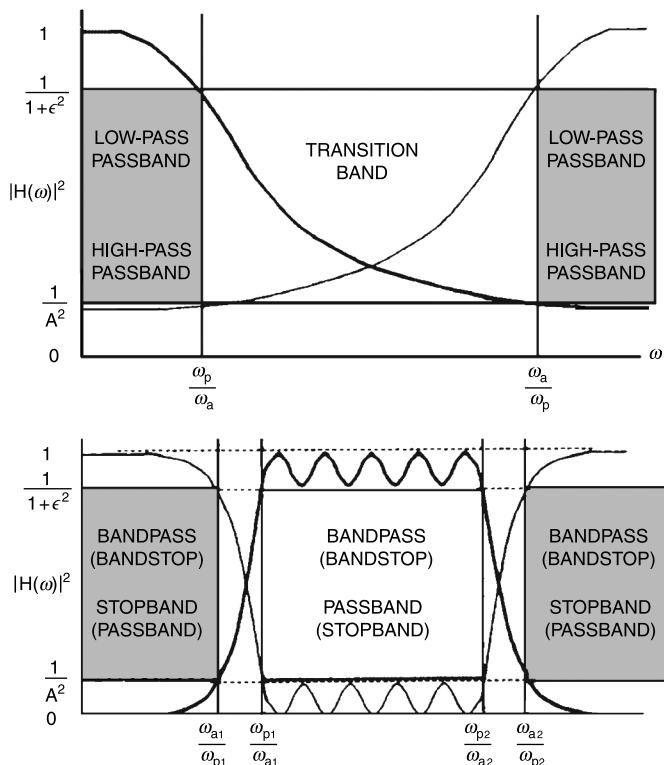 1
1
1+ϵ²
|H(ω)|²
1
A²
0
LOW-PASS
PASSBAND
HIGH-PASS
PASSBAND
TRANSITION
BAND
LOW-PASS
PASSBAND
HIGH-PASS
PASSBAND
ω
ωp
ωa
ωa
ωp
1
1
1+ϵ²
|H(ω)|²
1
A²
0
BANDPASS
(BANDSTOP)
STOPBAND
(PASSBAND)
BANDPASS
(BANDSTOP)
PASSBAND
(STOPBAND)
BANDPASS
(BANDSTOP)
STOPBAND
(PASSBAND)
ωa1
ωp1
ωp1
ωa1
ωp2
ωa2
ωa2
ωp2